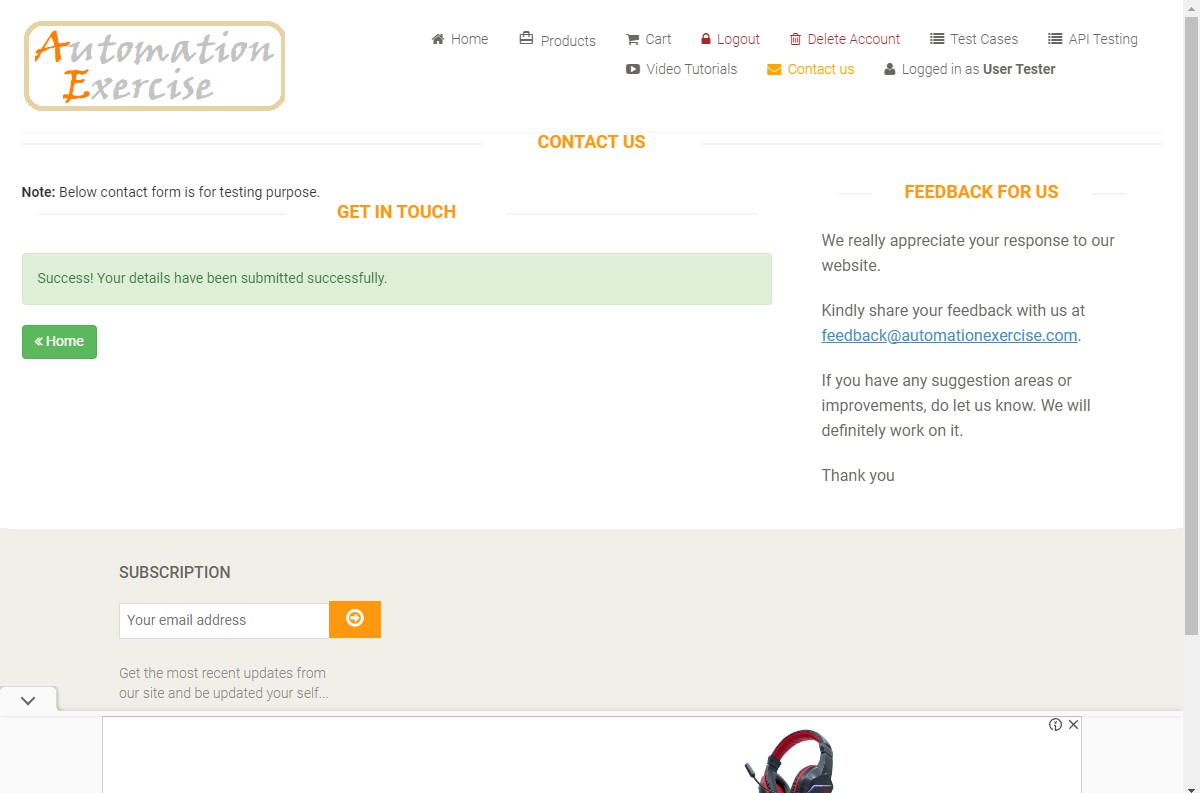 Automation
Exercise
Home
Products
Cart
Logout
Delete Account
Test Cases
API Testing
Video Tutorials
Contact us
Logged in as User Tester
CONTACT US
Note: Below contact form is for testing purpose.
GET IN TOUCH
Success! Your details have been submitted successfully.
« Home
FEEDBACK FOR US
We really appreciate your response to our
website.
Kindly share your feedback with us at
feedback@automationexercise.com.
If you have any suggestion areas or
improvements, do let us know. We will
definitely work on it.
Thank you
SUBSCRIPTION
Your email address
Get the most recent updates from
our site and be updated your self...